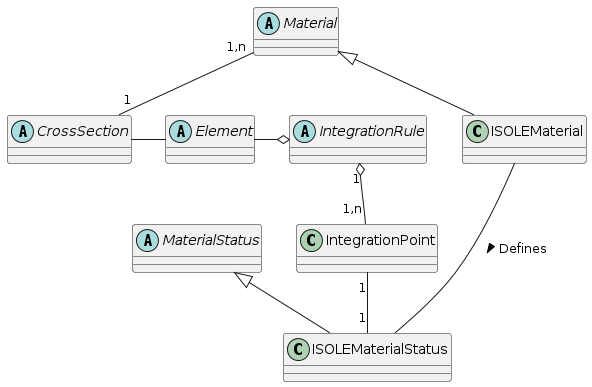 A Material
1,n
1
A CrossSection
A Element
A IntegrationRule
C ISOLEMaterial
1
1,n
A MaterialStatus
C IntegrationPoint
Defines
1
1
C ISOLEMaterialStatus